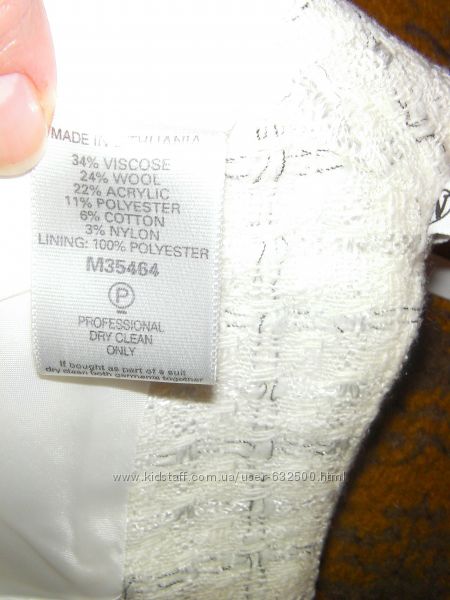 MADE IN LITHUANIA
34% VISCOSE
24% WOOL
22% ACRYLIC
11% POLYESTER
6% COTTON
3% NYLON
LINING: 100% POLYESTER
M35464
P
PROFESSIONAL
DRY CLEAN
ONLY
If bought as part of a suit
dry clean both garments together
www.kidstaff.com.ua/user-632500.html